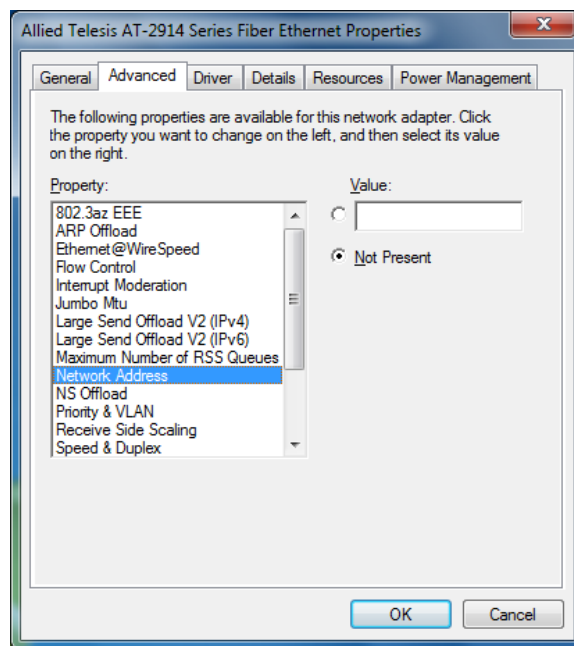 Allied Telesis AT-2914 Series Fiber Ethernet Properties
General Advanced Driver Details Resources Power Management
The following properties are available for this network adapter. Click
the property you want to change on the left, and then select its value
on the right.
Property:
Value:
802.3az EEE
ARP Offload
Ethernet@WireSpeed
Flow Control
Interrupt Moderation
Jumbo Mtu
Large Send Offload V2 (IPv4)
Large Send Offload V2 (IPv6)
Maximum Number of RSS Queues
Network Address
NS Offload
Priority & VLAN
Receive Side Scaling
Speed & Duplex
Not Present
OK Cancel